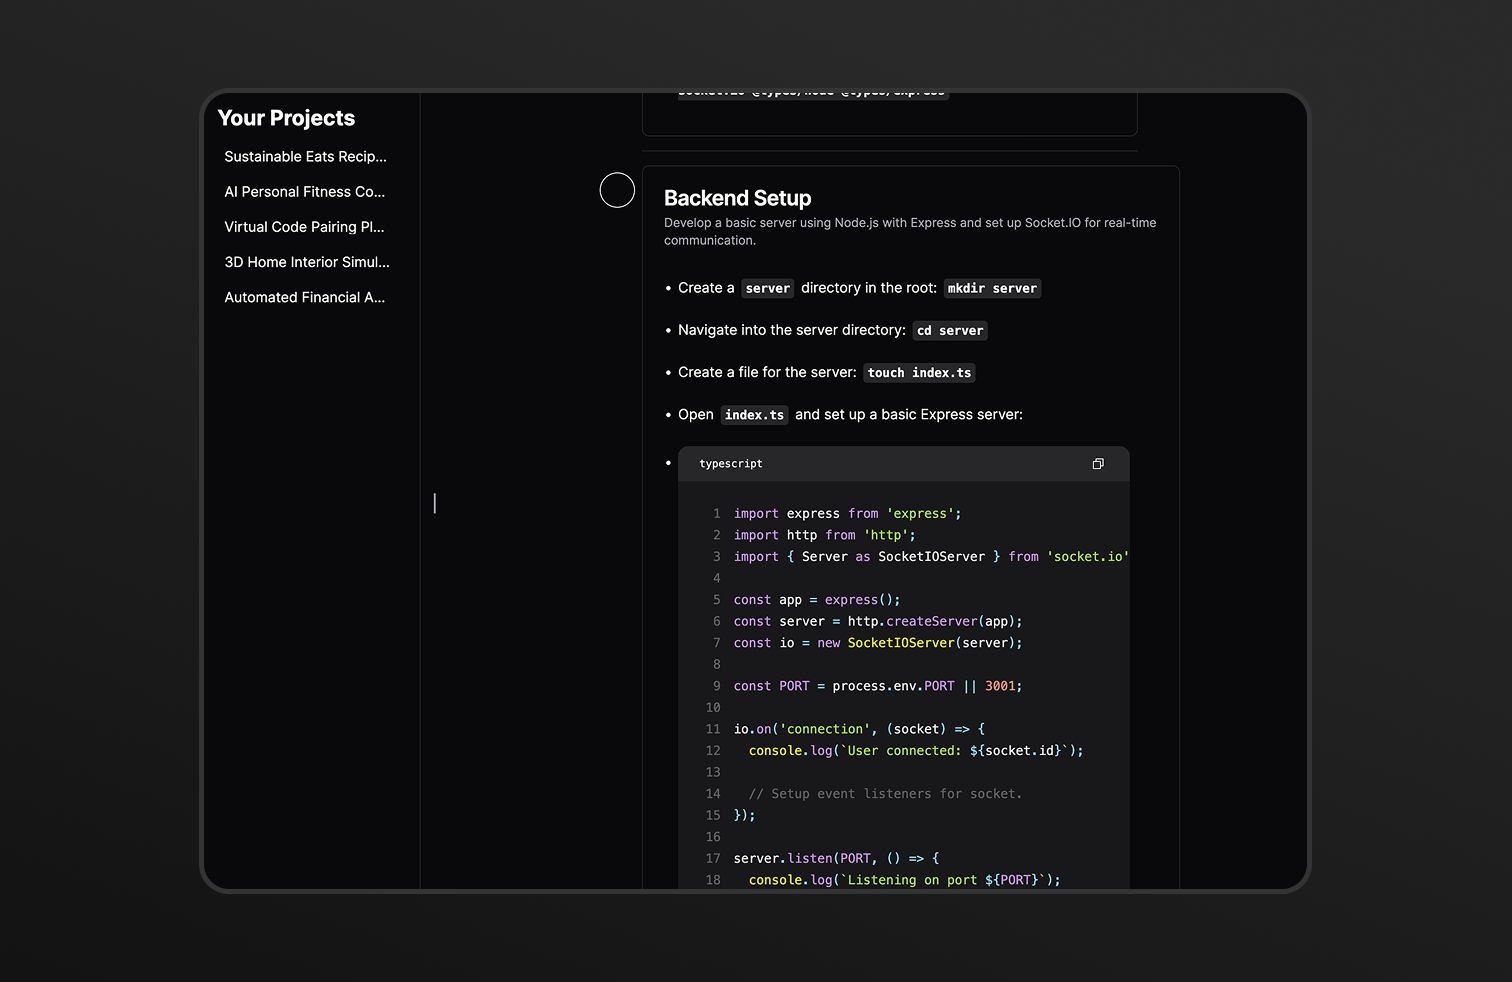 Your Projects
Sustainable Eats Recip...
AI Personal Fitness Co...
Virtual Code Pairing Pl...
3D Home Interior Simul...
Automated Financial A...
socket.io @types/node @types/express
Backend Setup
Develop a basic server using Node.js with Express and set up Socket.IO for real-time
communication.
• Create a server directory in the root: mkdir server
• Navigate into the server directory: cd server
• Create a file for the server: touch index.ts
• Open index.ts and set up a basic Express server:
• typescript
1 import express from 'express';
2 import http from 'http';
3 import { Server as SocketIOServer } from 'socket.io'
4
5 const app = express();
6 const server = http.createServer(app);
7 const io = new SocketIOServer(server);
8
9 const PORT = process.env.PORT || 3001;
10
11 io.on('connection', (socket) => {
12   console.log(`User connected: ${socket.id}`);
13
14   // Setup event listeners for socket.
15 });
16
17 server.listen(PORT, () => {
18   console.log(`Listening on port ${PORT}`);